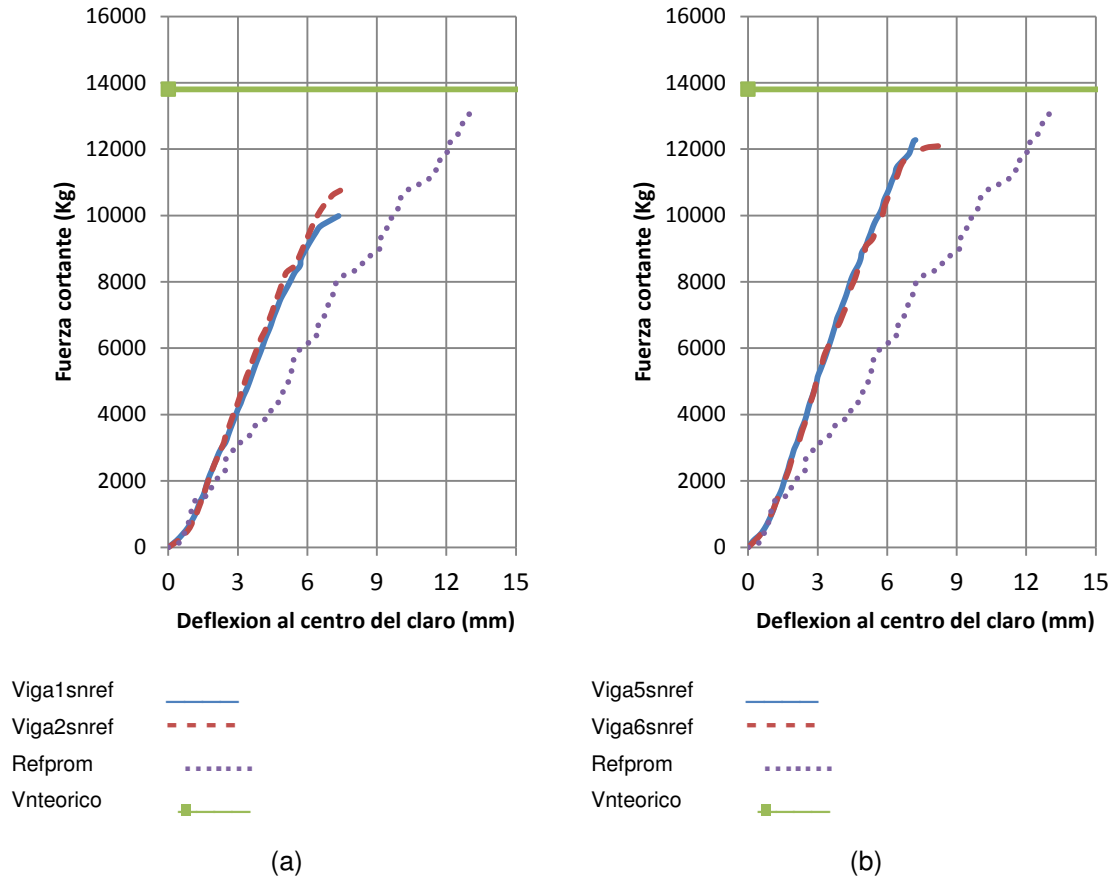 16000
14000
12000
10000
8000
6000
4000
2000
0
Fuerza cortante (Kg)
0 3 6 9 12 15
Deflexion al centro del claro (mm)
Viga1snref
Viga2snref
Refprom
Vnteorico
(a)
16000
14000
12000
10000
8000
6000
4000
2000
0
Fuerza cortante (Kg)
0 3 6 9 12 15
Deflexion al centro del claro (mm)
Viga5snref
Viga6snref
Refprom
Vnteorico
(b)